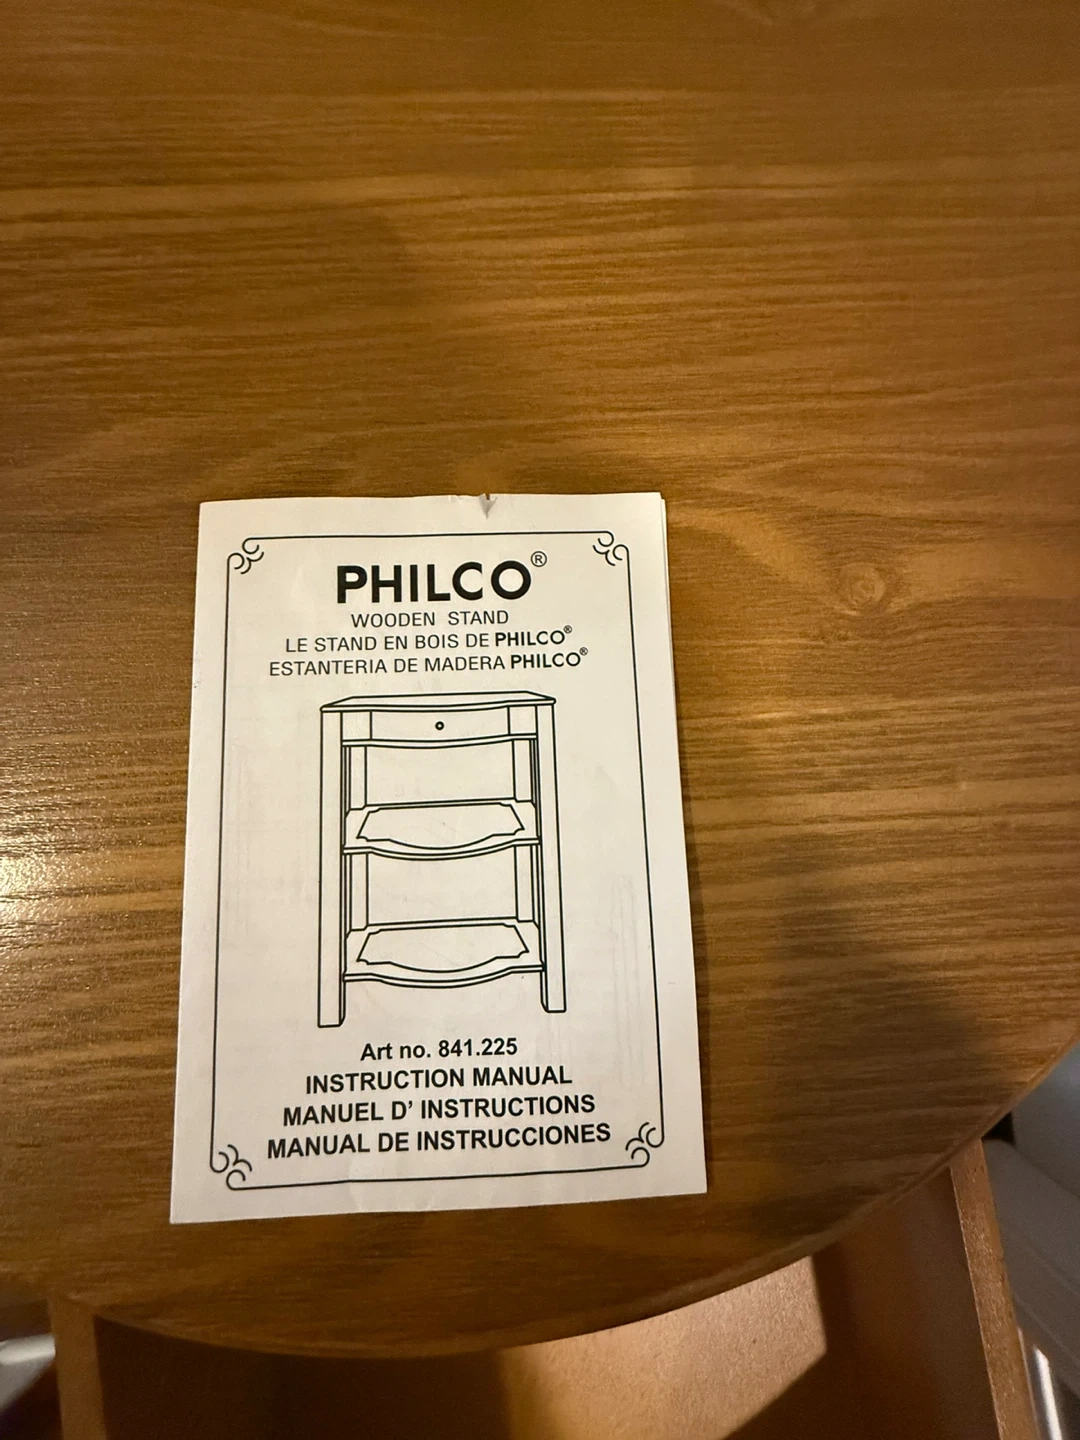 PHILCO®
WOODEN STAND
LE STAND EN BOIS DE PHILCO®
ESTANTERIA DE MADERA PHILCO®
Art no. 841.225
INSTRUCTION MANUAL
MANUEL D' INSTRUCTIONS
MANUAL DE INSTRUCCIONES